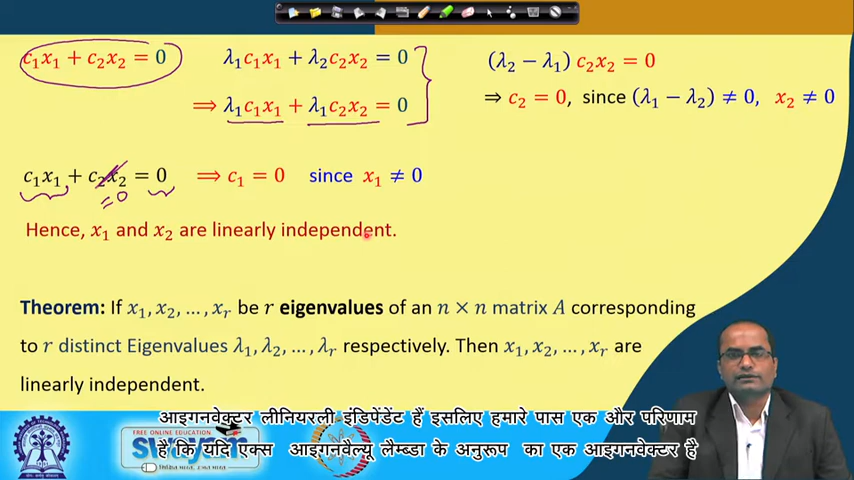 c₁x₁ + c₂x₂ = 0
λ₁c₁x₁ + λ₂c₂x₂ = 0
⟹ λ₁c₁x₁ + λ₁c₂x₂ = 0
(λ₂ − λ₁) c₂x₂ = 0
⇒ c₂ = 0, since (λ₁ − λ₂) ≠ 0, x₂ ≠ 0
c₁x₁ + c₂x₂ = 0 ⟹ c₁ = 0 since x₁ ≠ 0
=0
Hence, x₁ and x₂ are linearly independent.
Theorem: If x₁, x₂, …, xᵣ be r eigenvalues of an n × n matrix A corresponding
to r distinct Eigenvalues λ₁, λ₂, …, λᵣ respectively. Then x₁, x₂, …, xᵣ are
linearly independent.
आइगनवेक्टर लीनियरली इंडिपेंडेंट हैं इसलिए हमारे पास एक और परिणाम
है कि यदि एक्स आइगनवेल्यू लैम्ब्डा के अनुरूप का एक आइगनवेक्टर है
FREE ONLINE EDUCATION
swayam